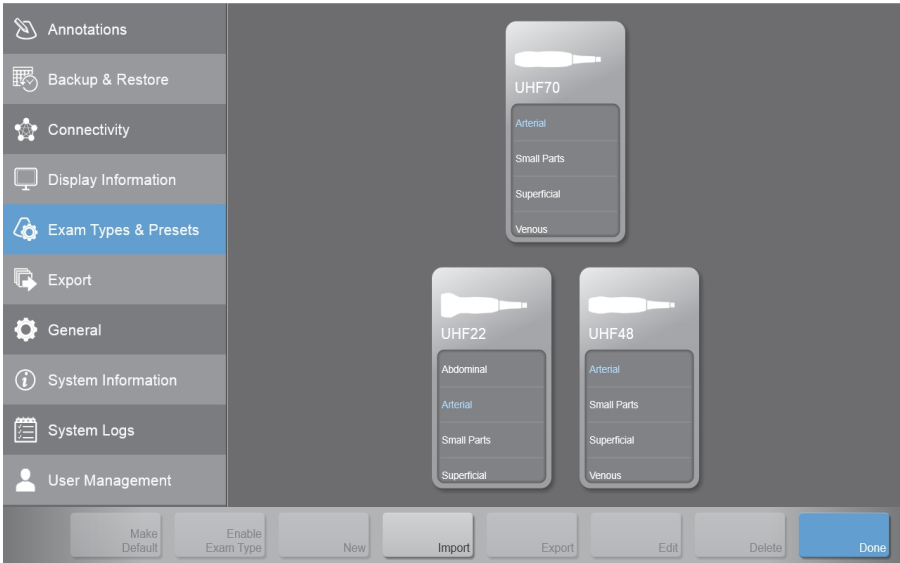 Annotations
Backup & Restore
Connectivity
Display Information
Exam Types & Presets
Export
General
System Information
System Logs
User Management
UHF70
Arterial
Small Parts
Superficial
Venous
UHF22
Abdominal
Arterial
Small Parts
Superficial
UHF48
Arterial
Small Parts
Superficial
Venous
Make
Default
Enable
Exam Type
New
Import
Export
Edit
Delete
Done